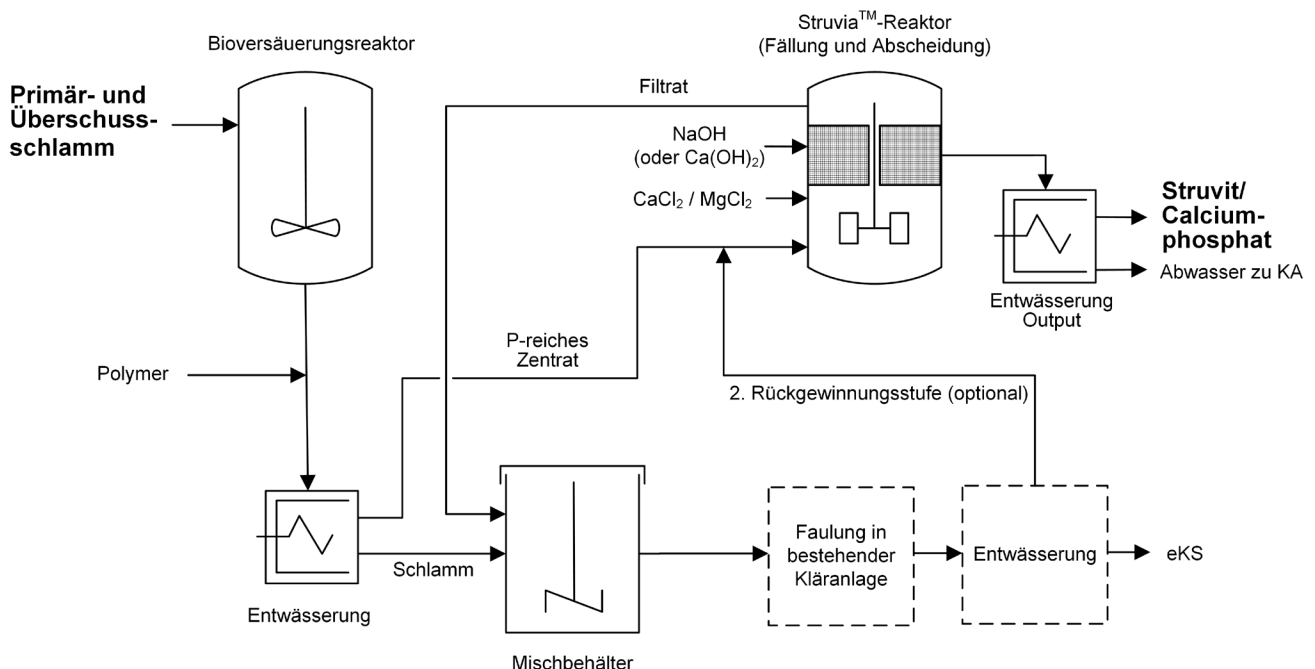 Bioversäuerungsreaktor
Struvia™-Reaktor
(Fällung und Abscheidung)
Primär- und
Überschuss-
schlamm
Filtrat
NaOH
(oder Ca(OH)₂)
CaCl₂ / MgCl₂
Struvit/
Calcium-
phosphat
Abwasser zu KA
Entwässerung
Output
P-reiches
Zentrat
Polymer
2. Rückgewinnungsstufe (optional)
Schlamm
Faulung in
bestehender
Kläranlage
Entwässerung
eKS
Entwässerung
Mischbehälter